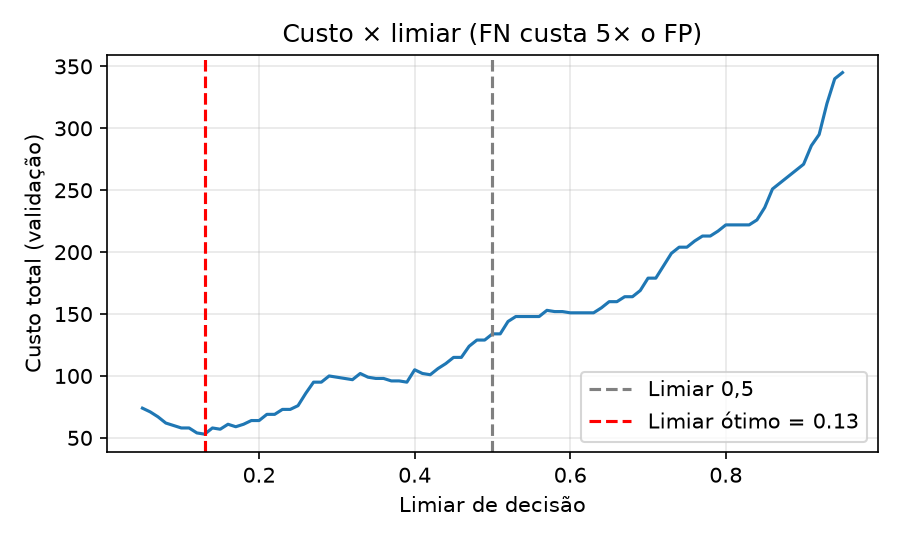 Custo × limiar (FN custa 5× o FP)
Custo total (validação)
350
300
250
200
150
100
50
0.2
0.4
0.6
0.8
Limiar de decisão
Limiar 0,5
Limiar ótimo = 0.13